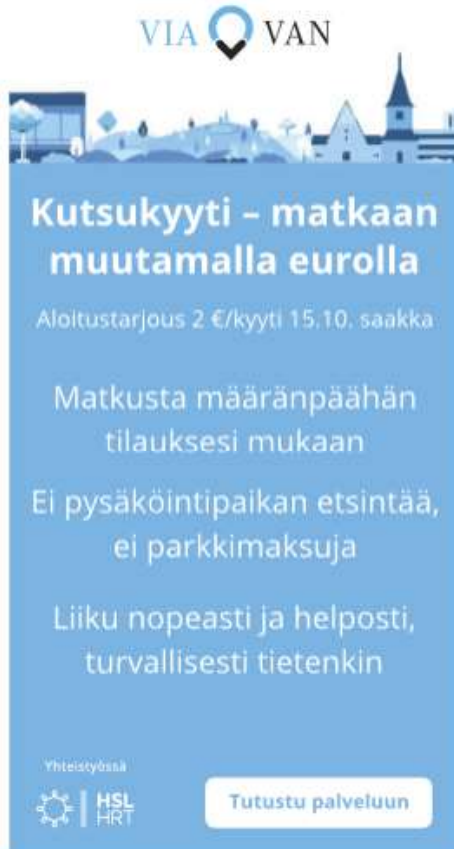 VIA VAN
Kutsukyyti – matkaan
muutamalla eurolla
Aloitustarjous 2 €/kyyti 15.10. saakka
Matkusta määränpäähän
tilauksesi mukaan
Ei pysäköintipaikan etsintää,
ei parkkimaksuja
Liiku nopeasti ja helposti,
turvallisesti tietenkin
Yhteistyössä
HSL
HRT
Tutustu palveluun